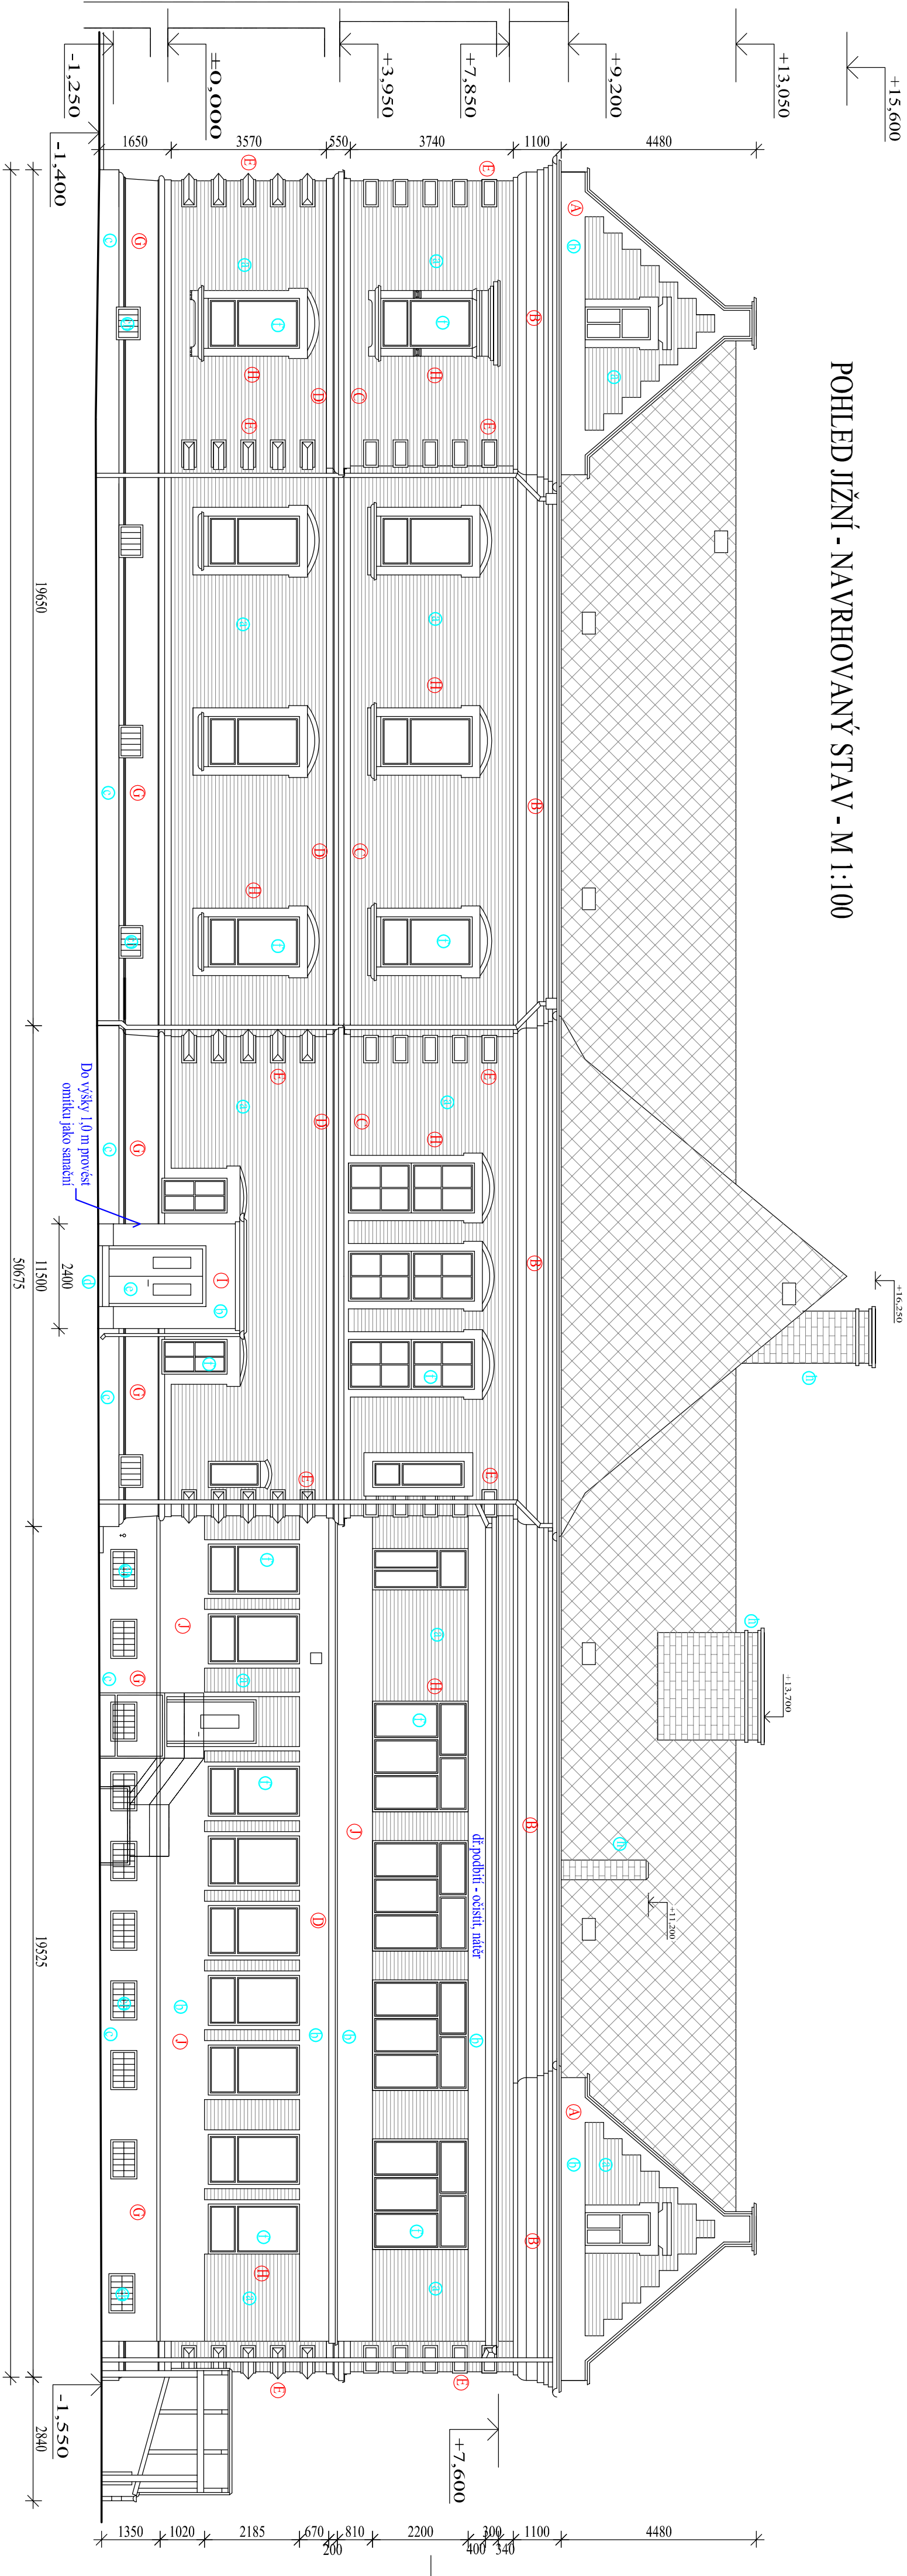 POHLED JIŽNÍ - NAVRHOVANÝ STAV - M 1:100
+15,600
+13,050
+9,200
+7,850
+3,950
±0,000
-1,250
-1,400
4480
1100
3740
550
3570
1650
+16,250
+13,700
+11,200
+7,600
-1,550
h
h
h
A
b
a
A
b
a
B
B
B
B
E
E
E
E
E
a
f
H
a
H
f
a
H
f
a
H
f
f
a
dř.podbití - očistit, nátěr
b
C
C
C
J
b
D
D
D
D
b
E
E
E
E
E
a
f
H
a
H
f
a
f
f
a
f
f
H
a
I
b
e
d
J
b
J
G
G
G
G
G
G
c
c
c
c
c
c
Do výšky 1,0 m provést
omítku jako sanační
2400
19650
11500
19525
2840
50675
4480
1100
340
300
400
2200
810
200
670
2185
1020
1350